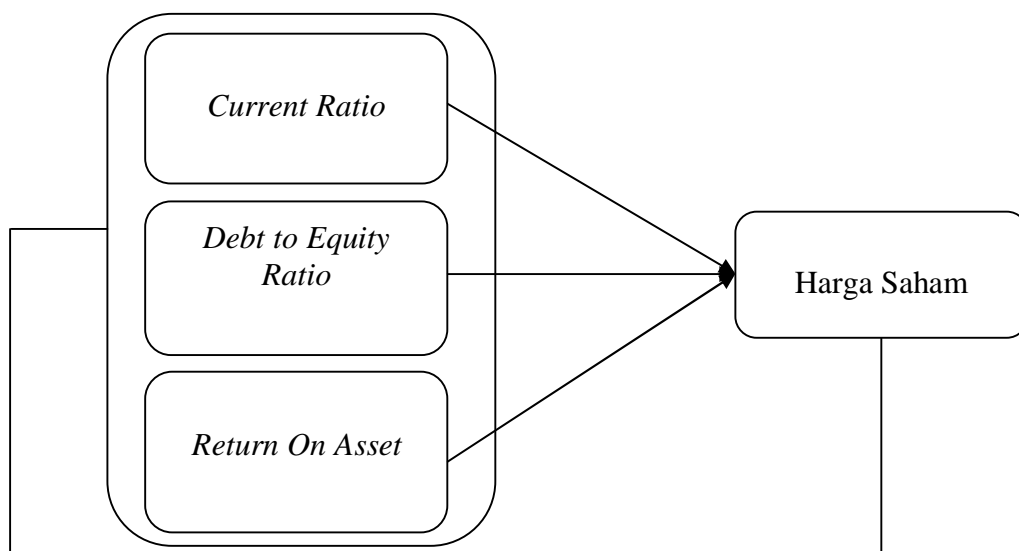 Current Ratio
Debt to Equity
Ratio
Harga Saham
Return On Asset